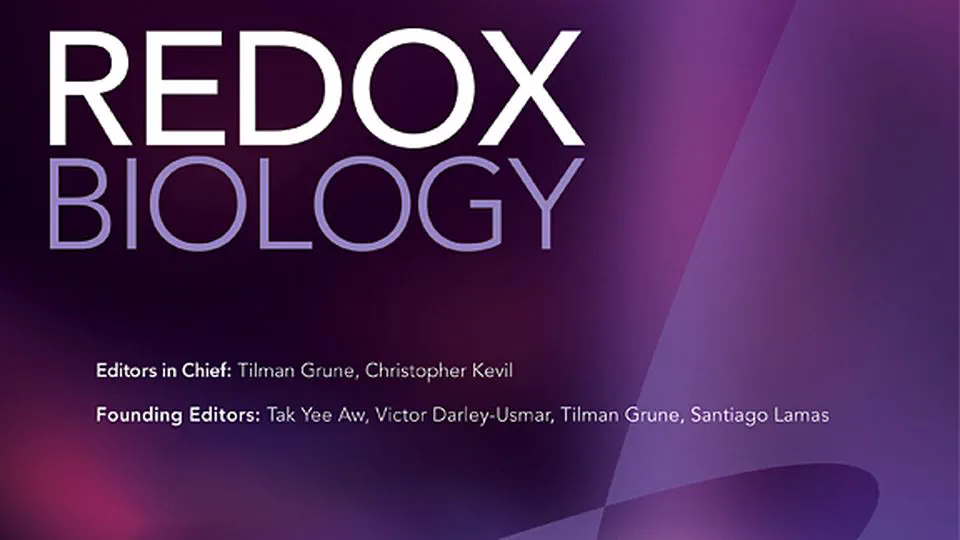 REDOX
BIOLOGY
Editors in Chief: Tilman Grune, Christopher Kevil
Founding Editors: Tak Yee Aw, Victor Darley-Usmar, Tilman Grune, Santiago Lamas